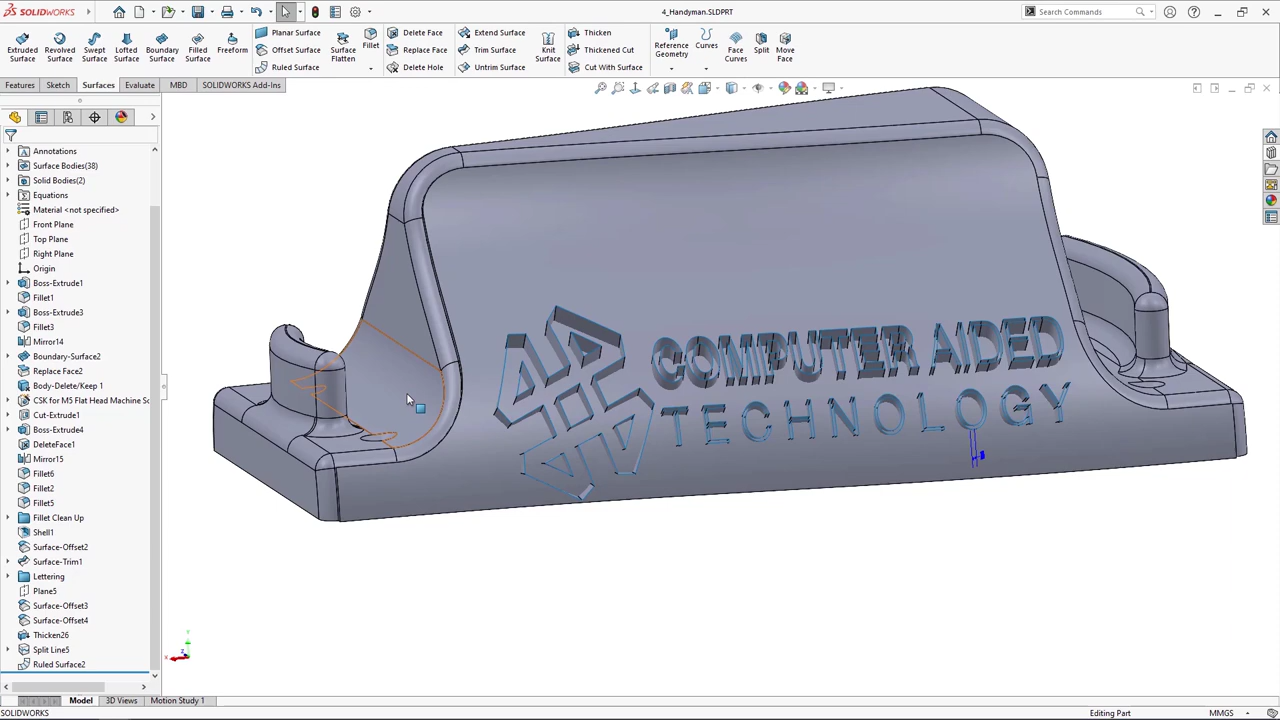 SOLIDWORKS
4_Handyman.SLDPRT
Search Commands
Extruded Surface
Revolved Surface
Swept Surface
Lofted Surface
Boundary Surface
Filled Surface
Freeform
Planar Surface
Offset Surface
Ruled Surface
Surface Flatten
Fillet
Delete Face
Replace Face
Delete Hole
Extend Surface
Trim Surface
Untrim Surface
Knit Surface
Thicken
Thickened Cut
Cut With Surface
Reference Geometry
Curves
Face Curves
Split
Move Face
Features
Sketch
Surfaces
Evaluate
MBD
SOLIDWORKS Add-Ins
Annotations
Surface Bodies(38)
Solid Bodies(2)
Equations
Material <not specified>
Front Plane
Top Plane
Right Plane
Origin
Boss-Extrude1
Fillet1
Boss-Extrude3
Fillet3
Mirror14
Boundary-Surface2
Replace Face2
Body-Delete/Keep 1
CSK for M5 Flat Head Machine Sc
Cut-Extrude1
Boss-Extrude4
DeleteFace1
Mirror15
Fillet6
Fillet2
Fillet5
Fillet Clean Up
Shell1
Surface-Offset2
Surface-Trim1
Lettering
Plane5
Surface-Offset3
Surface-Offset4
Thicken26
Split Line5
Ruled Surface2
COMPUTER AIDED
TECHNOLOGY
Model
3D Views
Motion Study 1
SOLIDWORKS
Editing Part
MMGS